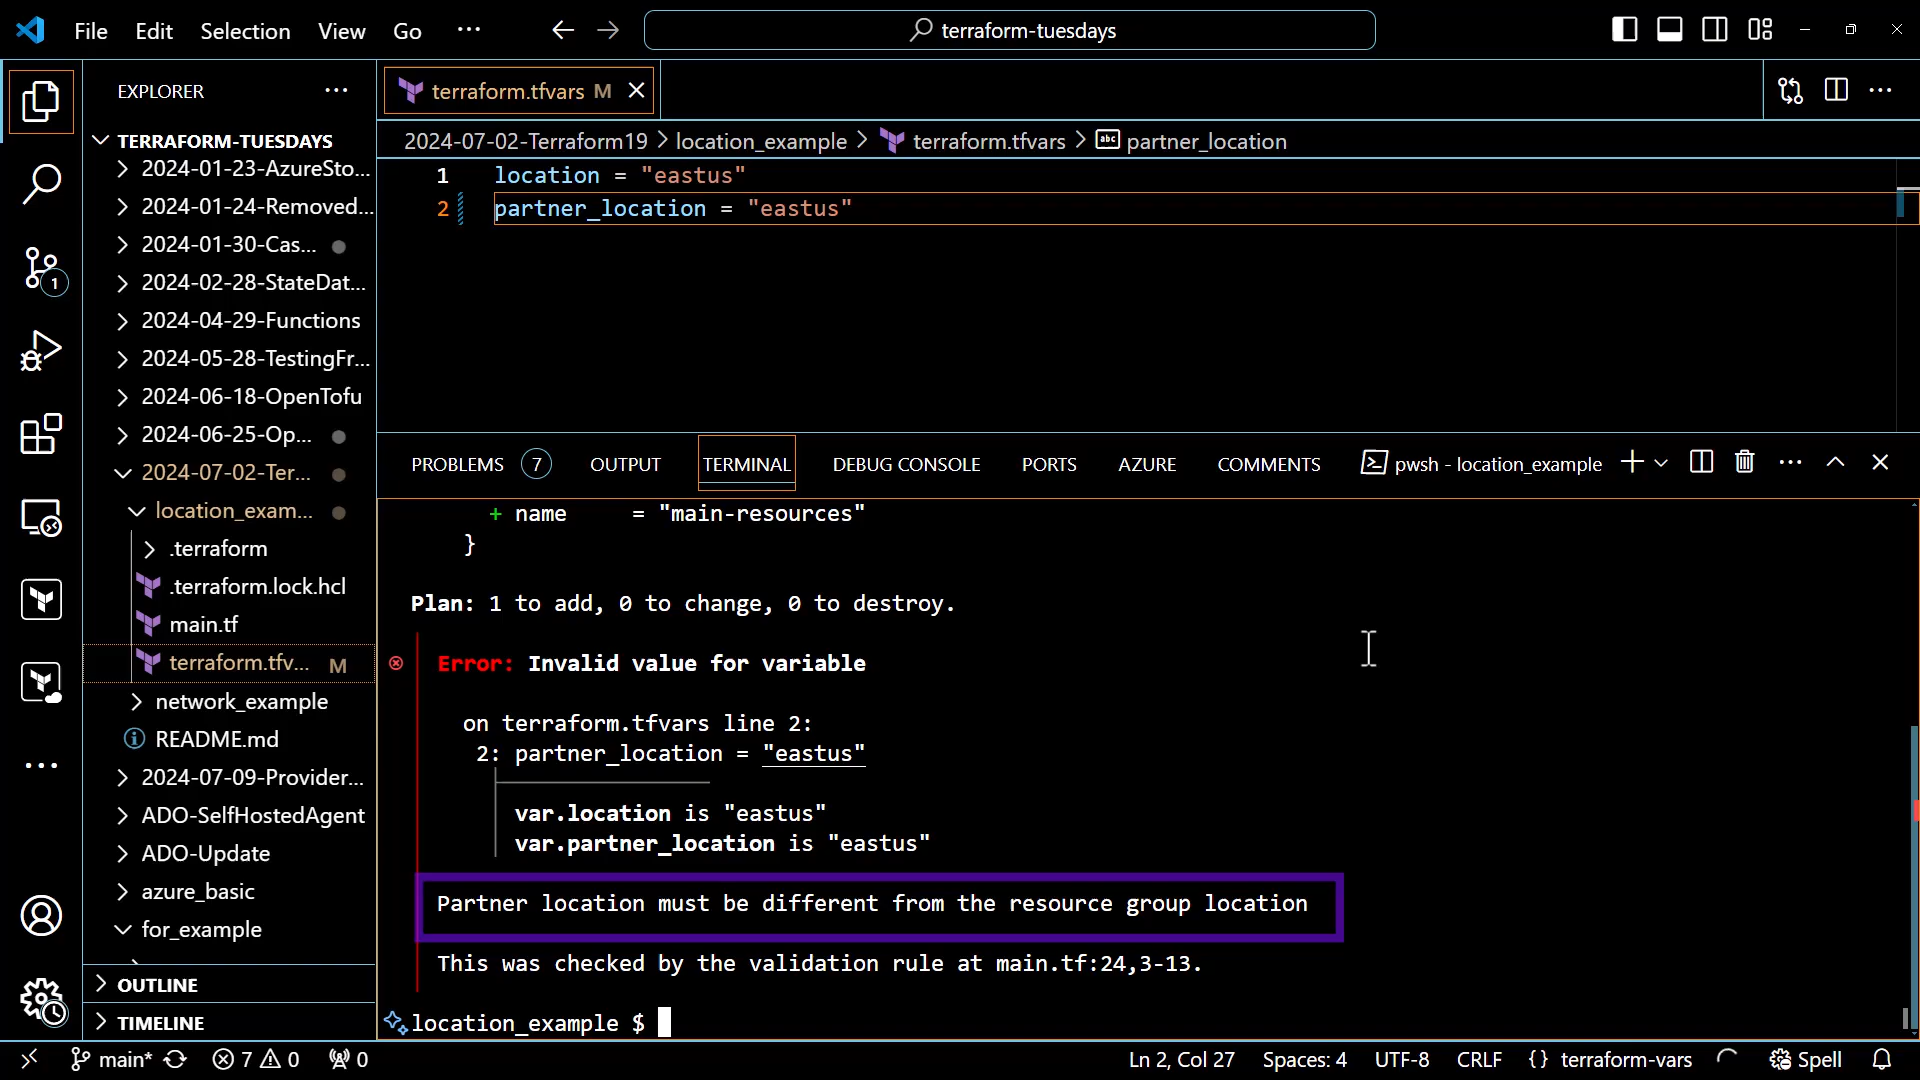 File Edit Selection View Go ··· terraform-tuesdays
EXPLORER ···
TERRAFORM-TUESDAYS
2024-01-23-AzureSto...
2024-01-24-Removed...
2024-01-30-Cas...
2024-02-28-StateDat...
2024-04-29-Functions
2024-05-28-TestingFr...
2024-06-18-OpenTofu
2024-06-25-Op...
2024-07-02-Ter...
location_exam...
.terraform
.terraform.lock.hcl
main.tf
terraform.tfv... M
network_example
README.md
2024-07-09-Provider...
ADO-SelfHostedAgent
ADO-Update
azure_basic
for_example
OUTLINE
TIMELINE
1
terraform.tfvars M
2024-07-02-Terraform19 > location_example > terraform.tfvars > abc partner_location
1 location = "eastus"
2 partner_location = "eastus"
PROBLEMS 7 OUTPUT TERMINAL DEBUG CONSOLE PORTS AZURE COMMENTS pwsh - location_example
+ name = "main-resources"
}
Plan: 1 to add, 0 to change, 0 to destroy.
Error: Invalid value for variable
on terraform.tfvars line 2:
2: partner_location = "eastus"
var.location is "eastus"
var.partner_location is "eastus"
Partner location must be different from the resource group location
This was checked by the validation rule at main.tf:24,3-13.
location_example $
main* 7 0 0 Ln 2, Col 27 Spaces: 4 UTF-8 CRLF {} terraform-vars Spell